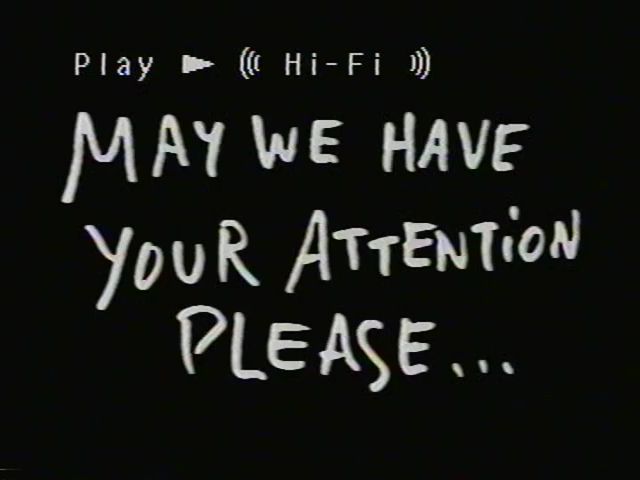 Play ► ((( Hi-Fi )))
MAY WE HAVE
YOUR ATTENTiON
PLEASE...